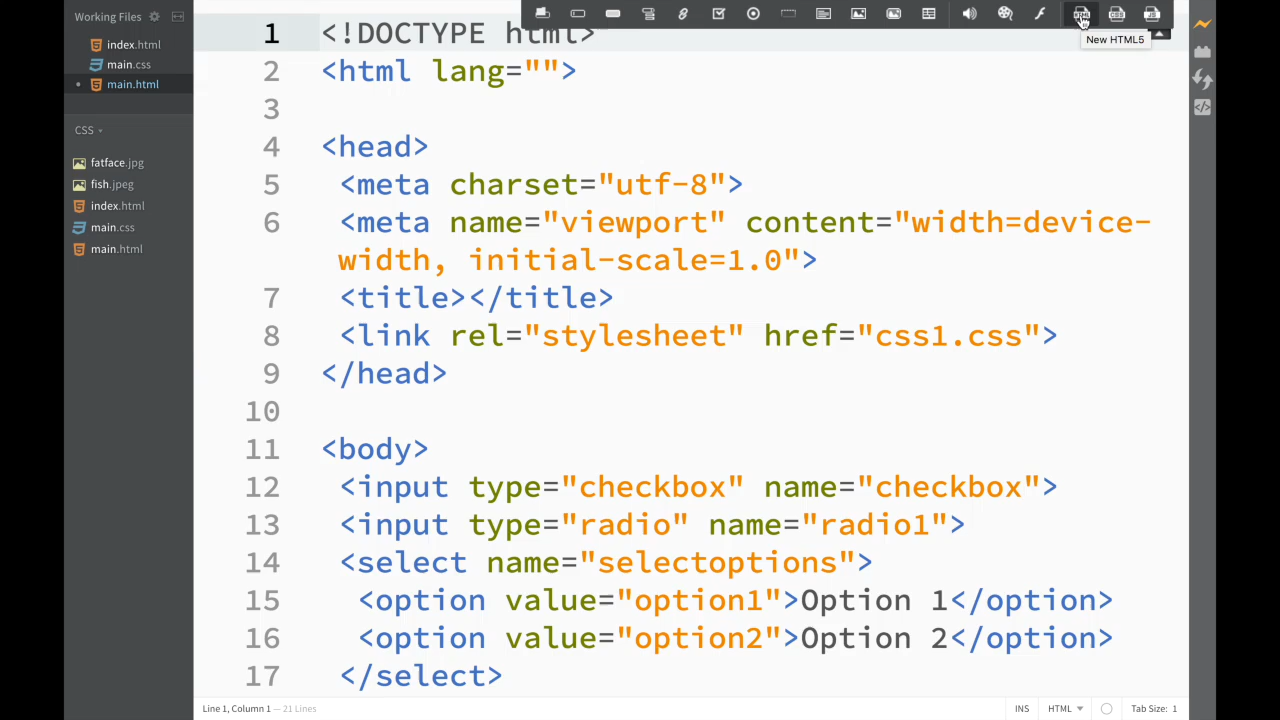 Working Files
index.html
main.css
main.html
CSS
fatface.jpg
fish.jpeg
index.html
main.css
main.html
New HTML5
1 <!DOCTYPE html>
2 <html lang="">
3
4 <head>
5 <meta charset="utf-8">
6 <meta name="viewport" content="width=device-
width, initial-scale=1.0">
7 <title></title>
8 <link rel="stylesheet" href="css1.css">
9 </head>
10
11 <body>
12 <input type="checkbox" name="checkbox">
13 <input type="radio" name="radio1">
14 <select name="selectoptions">
15 <option value="option1">Option 1</option>
16 <option value="option2">Option 2</option>
17 </select>
Line 1, Column 1 — 21 Lines
INS HTML Tab Size: 1